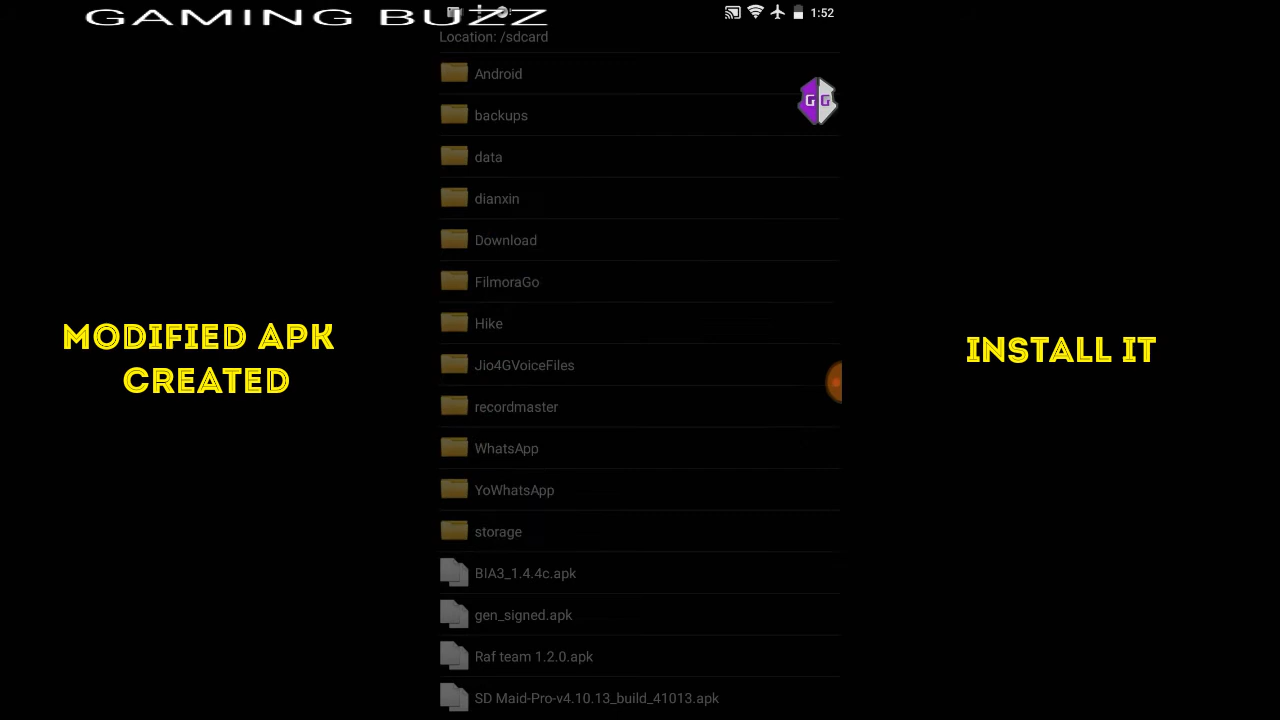 GAMING BUZZ
1:52
Location: /sdcard
Android
GG
backups
data
dianxin
Download
FilmoraGo
Hike
Jio4GVoiceFiles
recordmaster
WhatsApp
YoWhatsApp
storage
BIA3_1.4.4c.apk
gen_signed.apk
Raf team 1.2.0.apk
SD Maid-Pro-v4.10.13_build_41013.apk
MODIFIED APK
CREATED
INSTALL IT